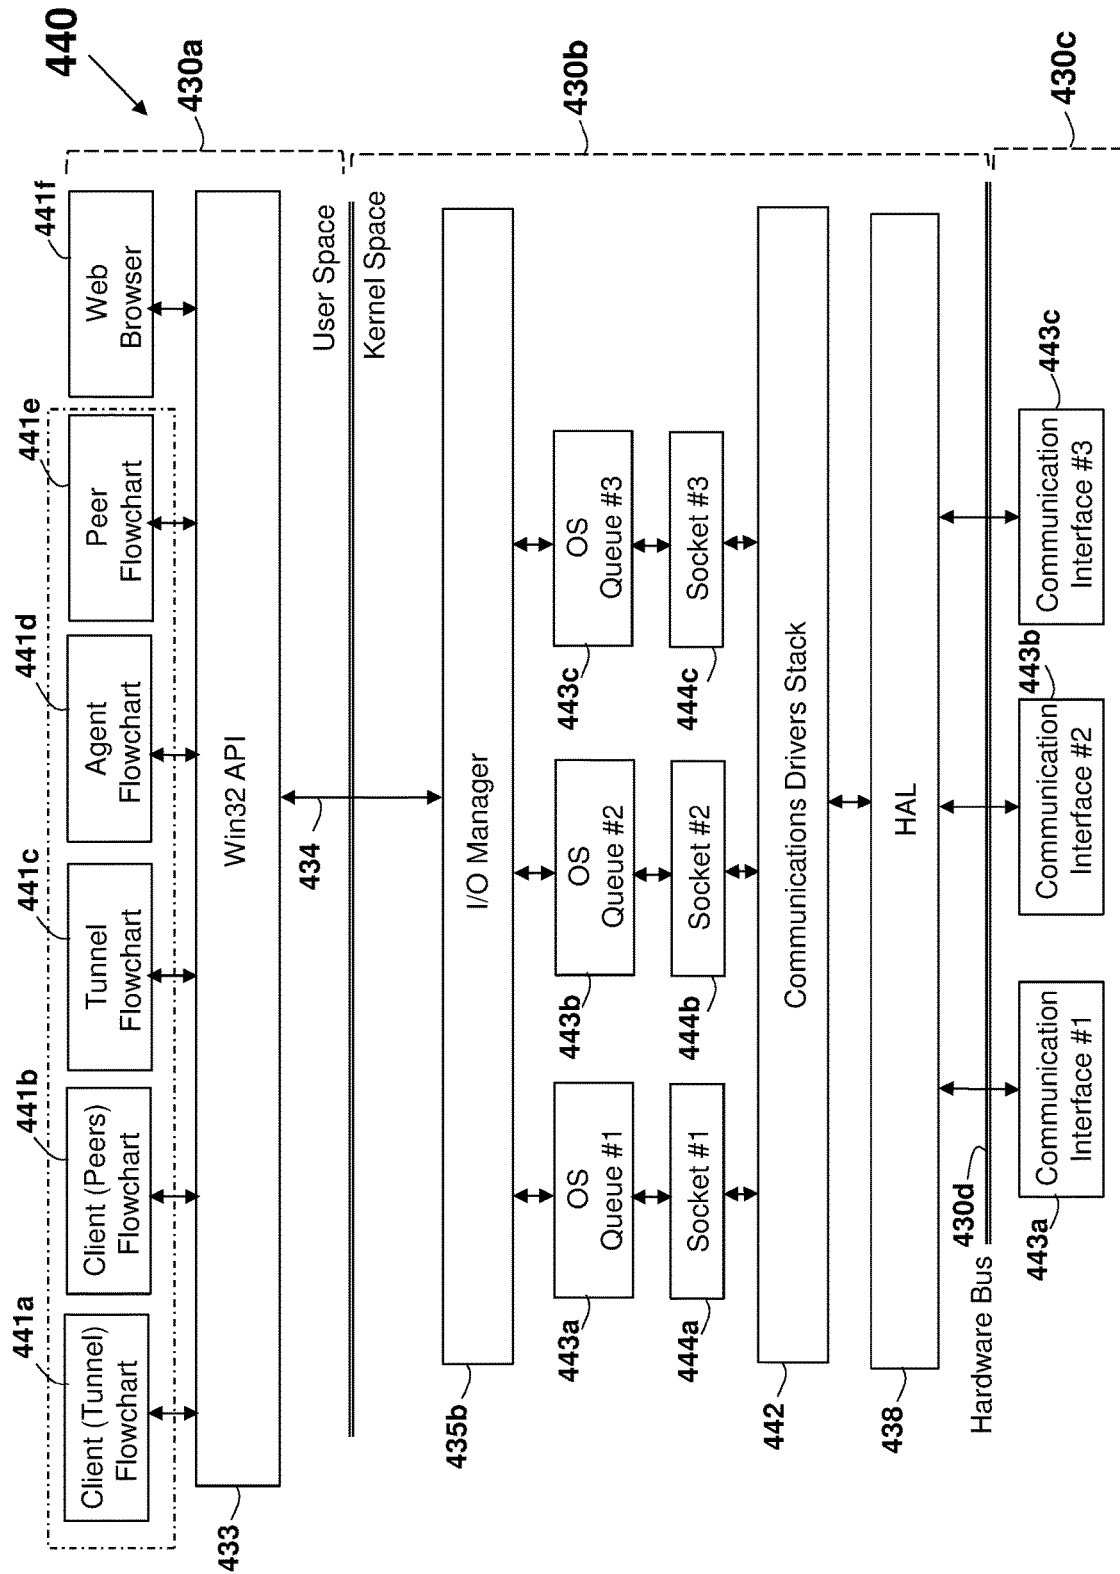 440
441a
441b
441c
441d
441e
441f
Client (Tunnel)
Flowchart
Client (Peers)
Flowchart
Tunnel
Flowchart
Agent
Flowchart
Peer
Flowchart
Web
Browser
430a
433
Win32 API
434
User Space
Kernel Space
430b
435b
I/O Manager
OS
Queue #1
443a
OS
Queue #2
443b
OS
Queue #3
443c
Socket #1
444a
Socket #2
444b
Socket #3
444c
442
Communications Drivers Stack
438
HAL
Hardware Bus
430d
430c
443a
Communication
Interface #1
443b
Communication
Interface #2
443c
Communication
Interface #3